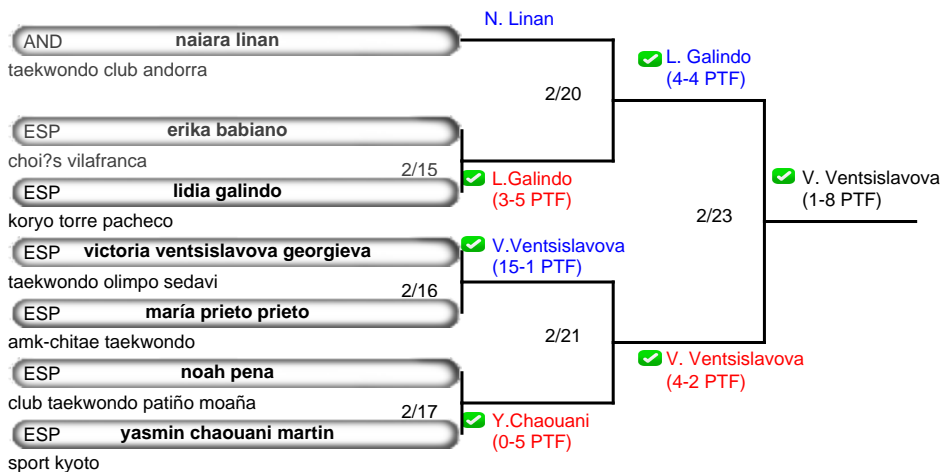 N. Linan
AND naiara linan
taekwondo club andorra
L. Galindo
(4-4 PTF)
2/20
ESP erika babiano
choi?s vilafranca
2/15
ESP lidia galindo
L.Galindo
(3-5 PTF)
koryo torre pacheco
V. Ventsislavova
(1-8 PTF)
2/23
ESP victoria ventsislavova georgieva
V.Ventsislavova
(15-1 PTF)
taekwondo olimpo sedavi
2/16
ESP maría prieto prieto
amk-chitae taekwondo
2/21
ESP noah pena
V. Ventsislavova
(4-2 PTF)
club taekwondo patiño moaña
2/17
ESP yasmin chaouani martin
Y.Chaouani
(0-5 PTF)
sport kyoto